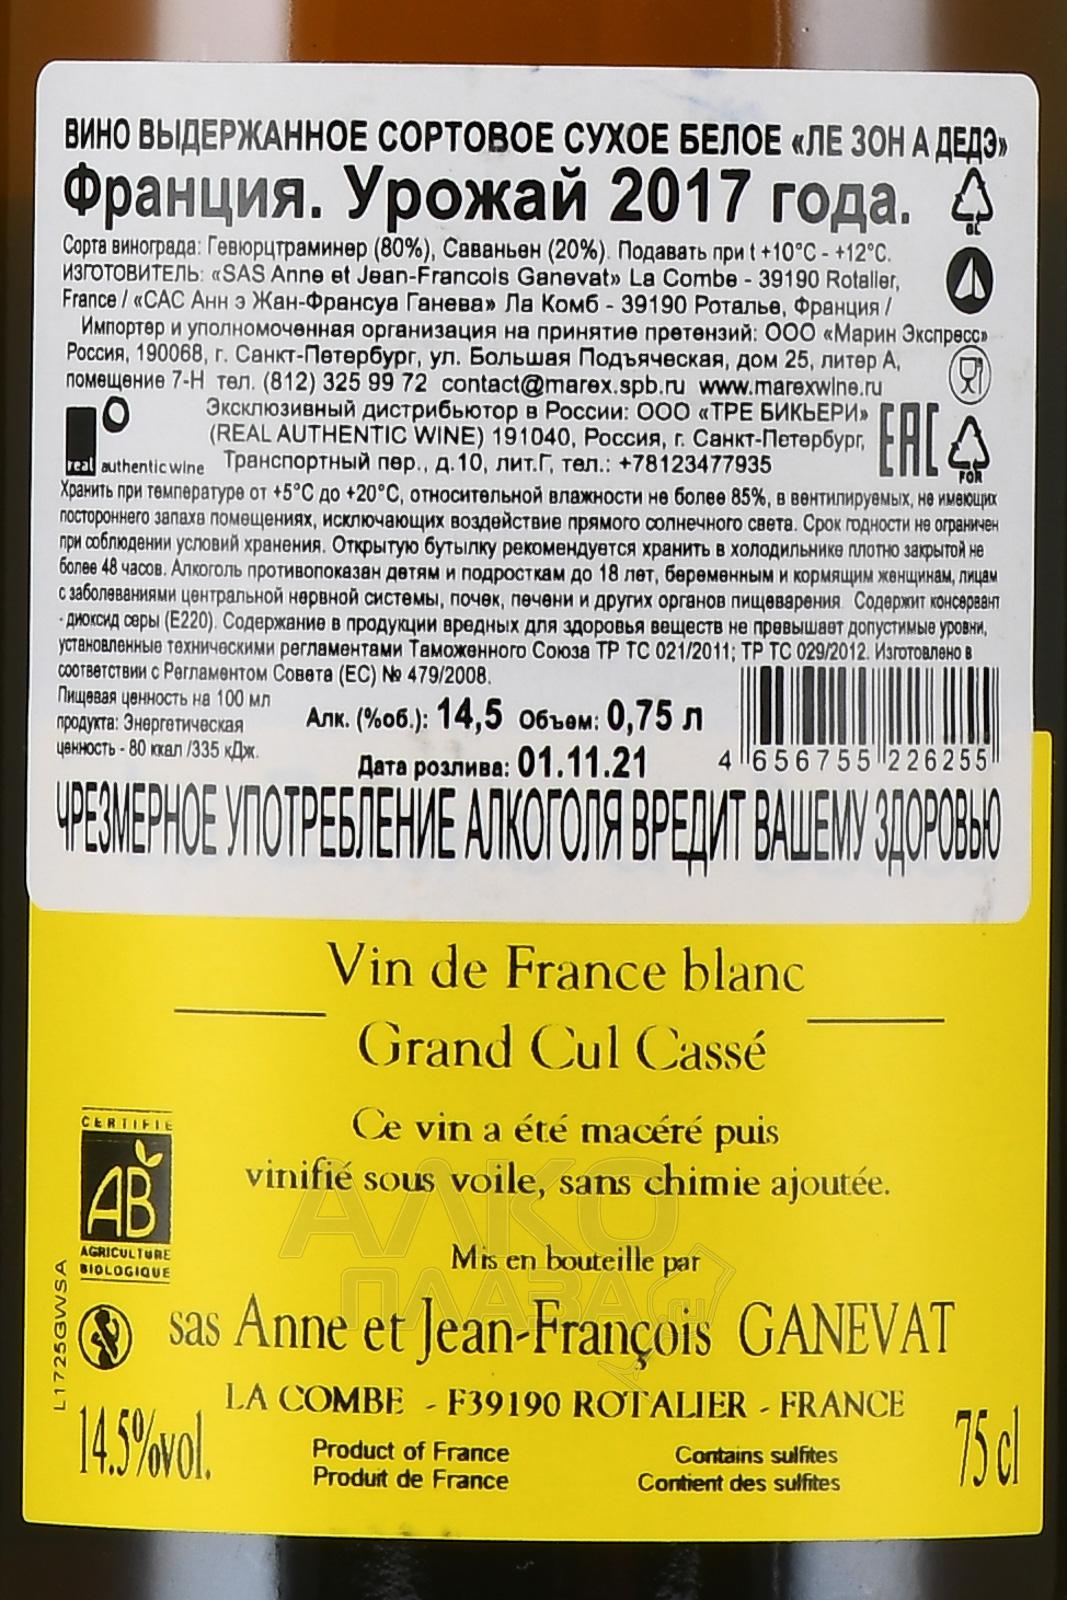 ВИНО ВЫДЕРЖАННОЕ СОРТОВОЕ СУХОЕ БЕЛОЕ «ЛЕ ЗОН А ДЕДЭ»
Франция. Урожай 2017 года.
GL
Сорта винограда: Гевюрцтраминер (80%), Саваньен (20%). Подавать при t +10°C - +12°C.
ИЗГОТОВИТЕЛЬ: «SAS Anne et Jean-Francois Ganevat» La Combe - 39190 Rotalier,
France / «САС Анн э Жан-Франсуа Ганева» Ла Комб - 39190 Роталье, Франция /
Импортер и уполномоченная организация на принятие претензий: ООО «Марин Экспресс»
Россия, 190068, г. Санкт-Петербург, ул. Большая Подъяческая, дом 25, литер А,
помещение 7-Н тел. (812) 325 99 72 contact@marex.spb.ru www.marexwine.ru
Эксклюзивный дистрибьютор в России: ООО «ТРЕ БИКЬЕРИ»
(REAL AUTHENTIC WINE) 191040, Россия, г. Санкт-Петербург,
real authentic wine Транспортный пер., д.10, лит.Г, тел.: +78123477935
EAC
FOR
Хранить при температуре от +5°C до +20°C, относительной влажности не более 85%, в вентилируемых, не имеющих
постороннего запаха помещениях, исключающих воздействие прямого солнечного света. Срок годности не ограничен
при соблюдении условий хранения. Открытую бутылку рекомендуется хранить в холодильнике плотно закрытой не
более 48 часов. Алкоголь противопоказан детям и подросткам до 18 лет, беременным и кормящим женщинам, лицам
с заболеваниями центральной нервной системы, почек, печени и других органов пищеварения. Содержит консервант
- диоксид серы (Е220). Содержание в продукции вредных для здоровья веществ не превышает допустимые уровни,
установленные техническими регламентами Таможенного Союза ТР ТС 021/2011; ТР ТС 029/2012. Изготовлено в
соответствии с Регламентом Совета (ЕС) № 479/2008.
Пищевая ценность на 100 мл
продукта: Энергетическая
ценность - 80 ккал /335 кДж.
Алк. (%об.): 14,5 Объем: 0,75 л
Дата розлива: 01.11.21
4 656755 226255
ЧРЕЗМЕРНОЕ УПОТРЕБЛЕНИЕ АЛКОГОЛЯ ВРЕДИТ ВАШЕМУ ЗДОРОВЬЮ
Vin de France blanc
Grand Cul Cassé
Ce vin a été macéré puis
vinifié sous voile, sans chimie ajoutée.
CERTIFIÉ
AB
AGRICULTURE
BIOLOGIQUE
АЛКО
ПЛАЗА.ru
Mis en bouteille par
sas Anne et Jean-François GANEVAT
LA COMBE - F39190 ROTALIER - FRANCE
L1725GWSA
14.5%vol.
Product of France
Produit de France
Contains sulfites
Contient des sulfites
75 cl